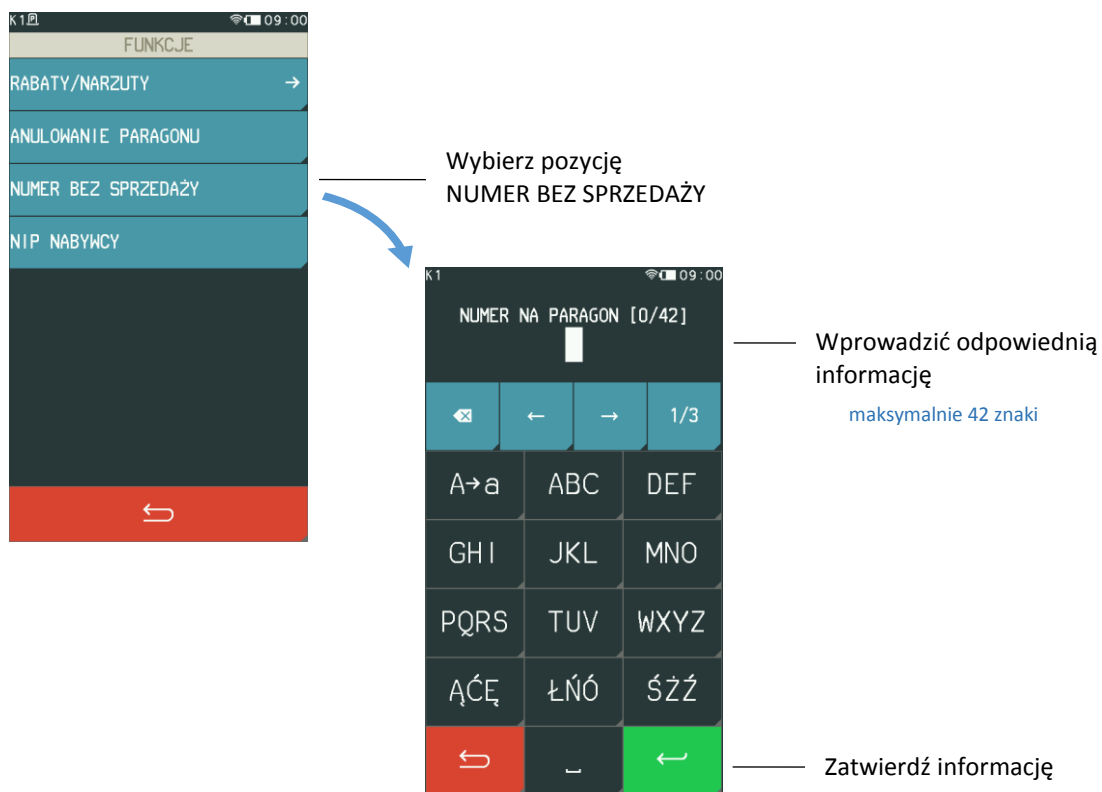 K1 P 09:00
FUNKCJE
RABATY/NARZUTY →
ANULOWANIE PARAGONU
NUMER BEZ SPRZEDAŻY
NIP NABYWCY
Wybierz pozycję
NUMER BEZ SPRZEDAŻY
K1 09:00
NUMER NA PARAGON [0/42]
← → 1/3
A→a ABC DEF
GHI JKL MNO
PQRS TUV WXYZ
ĄĆĘ ŁŃÓ ŚŻŹ
Wprowadzić odpowiednią
informację
maksymalnie 42 znaki
Zatwierdź informację